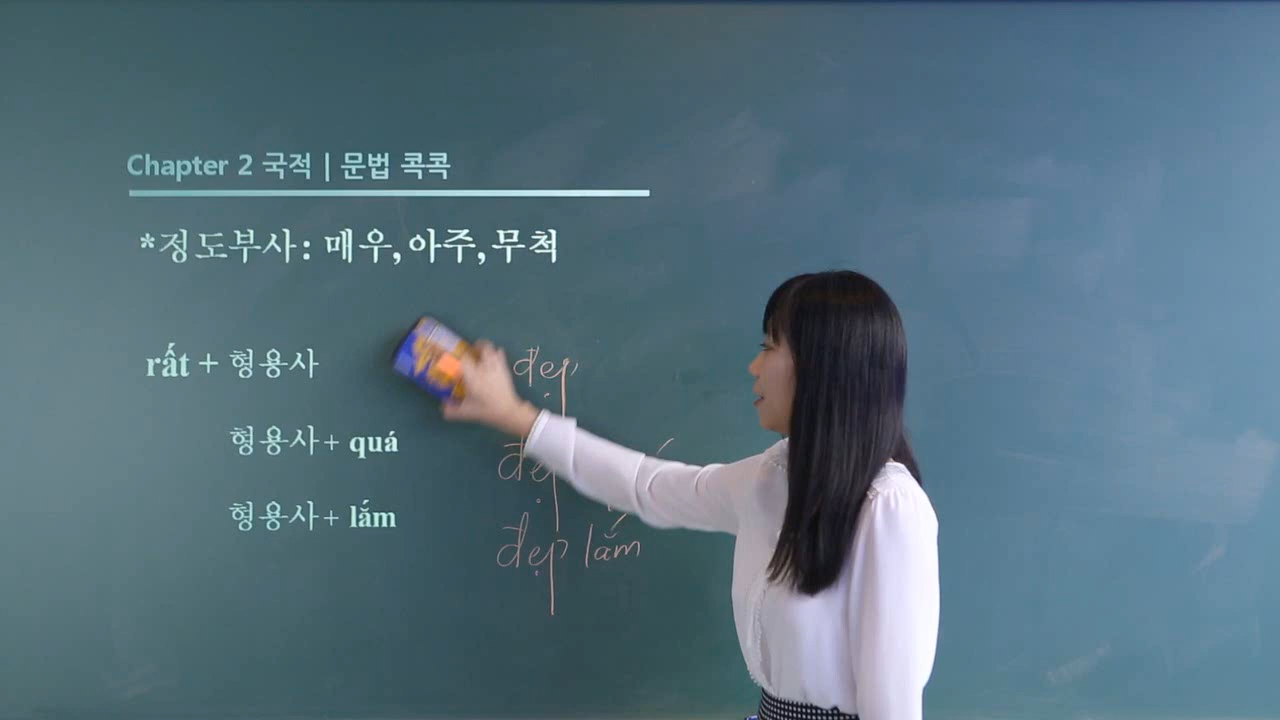 Chapter 2 국적 | 문법 콕콕
*정도부사: 매우, 아주, 무척
rất + 형용사
đẹp
형용사 + quá
형용사 + lắm
đẹp lắm